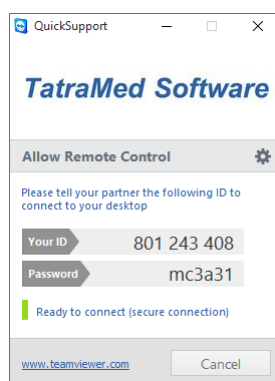 QuickSupport
TatraMed Software
Allow Remote Control
Please tell your partner the following ID to
connect to your desktop
Your ID 801 243 408
Password mc3a31
Ready to connect (secure connection)
www.teamviewer.com Cancel